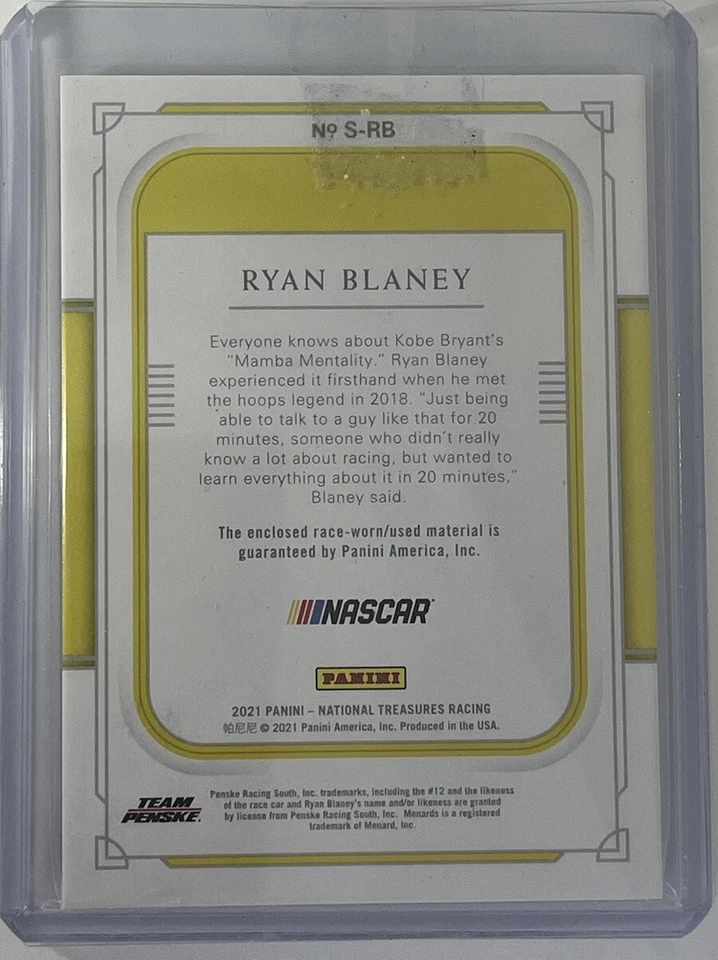 Nº S-RB
RYAN BLANEY
Everyone knows about Kobe Bryant's
"Mamba Mentality." Ryan Blaney
experienced it firsthand when he met
the hoops legend in 2018. "Just being
able to talk to a guy like that for 20
minutes, someone who didn't really
know a lot about racing, but wanted to
learn everything about it in 20 minutes,"
Blaney said.
The enclosed race-worn/used material is
guaranteed by Panini America, Inc.
NASCAR
PANINI
2021 PANINI – NATIONAL TREASURES RACING
帕尼尼 © 2021 Panini America, Inc. Produced in the USA.
TEAM
PENSKE.
Penske Racing South, Inc. trademarks, including the #12 and the likeness
of the race car and Ryan Blaney's name and/or likeness are granted
by license from Penske Racing South, Inc. Menards is a registered
trademark of Menard, Inc.